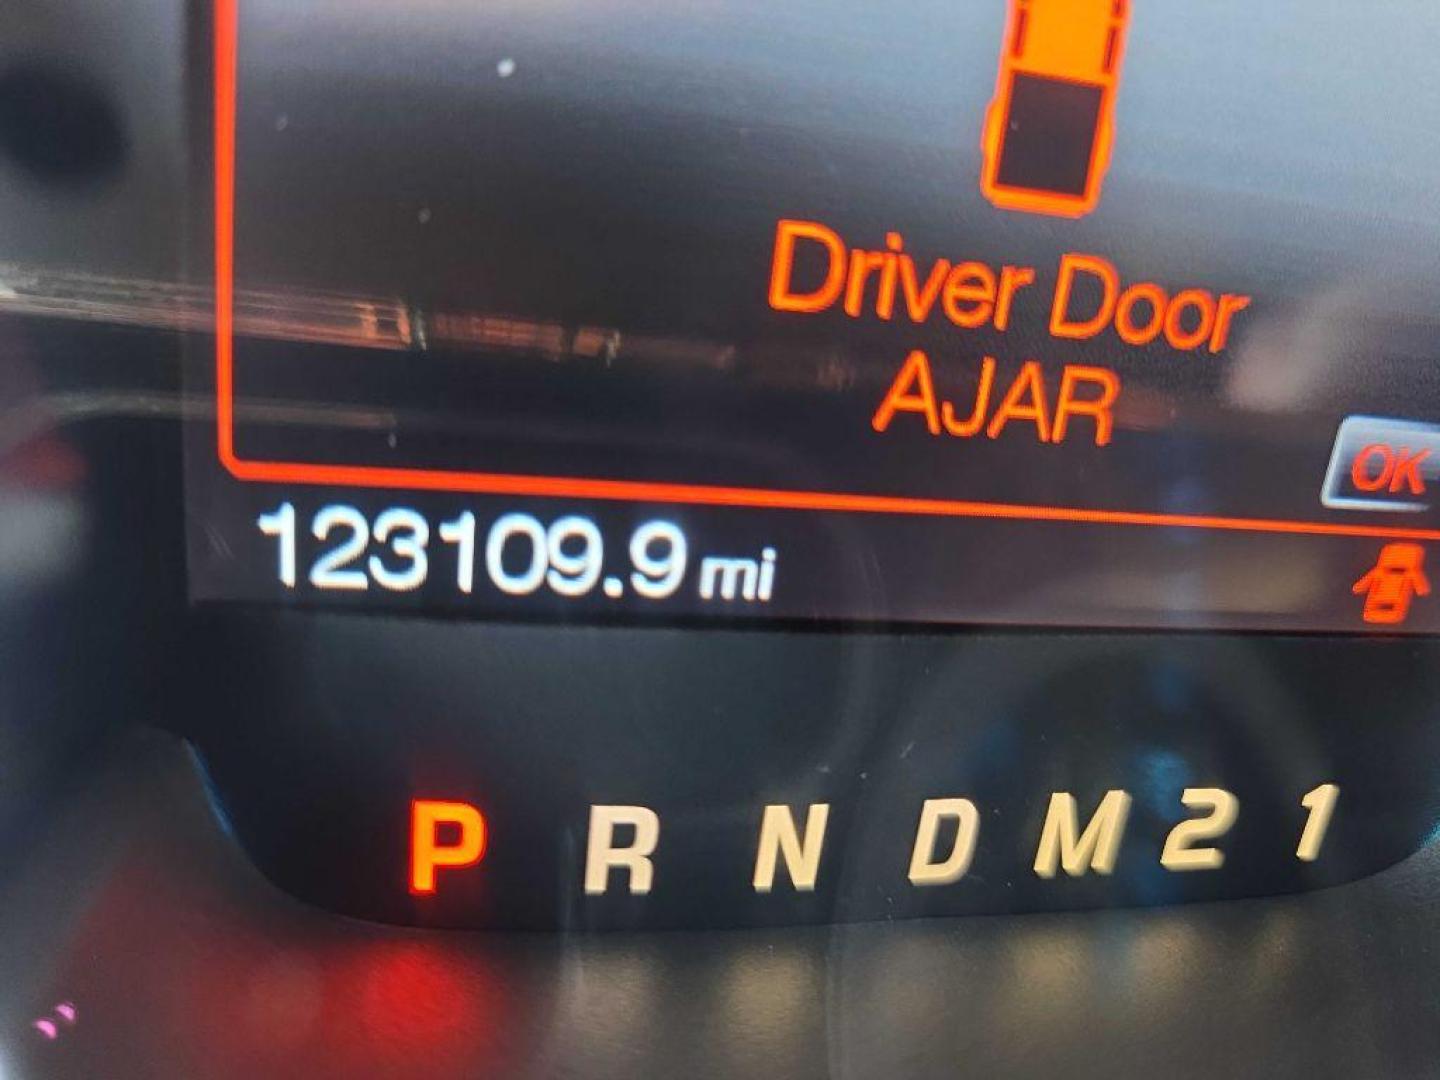 Driver Door
AJAR
OK
123109.9 mi
P R N D M 2 1